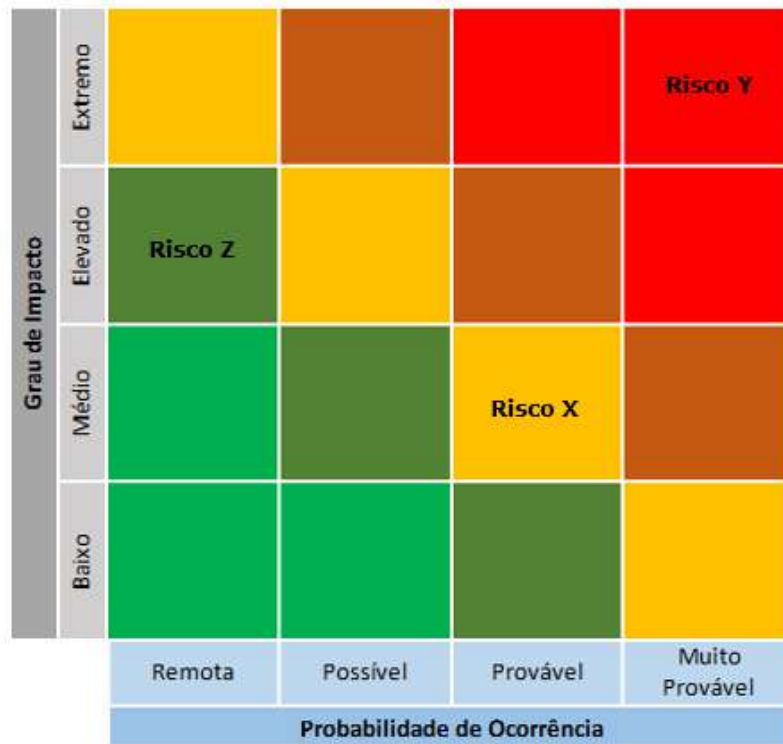 Grau de Impacto
Extremo
Risco Y
Elevado
Risco Z
Médio
Risco X
Baixo
Remota
Possível
Provável
Muito
Provável
Probabilidade de Ocorrência